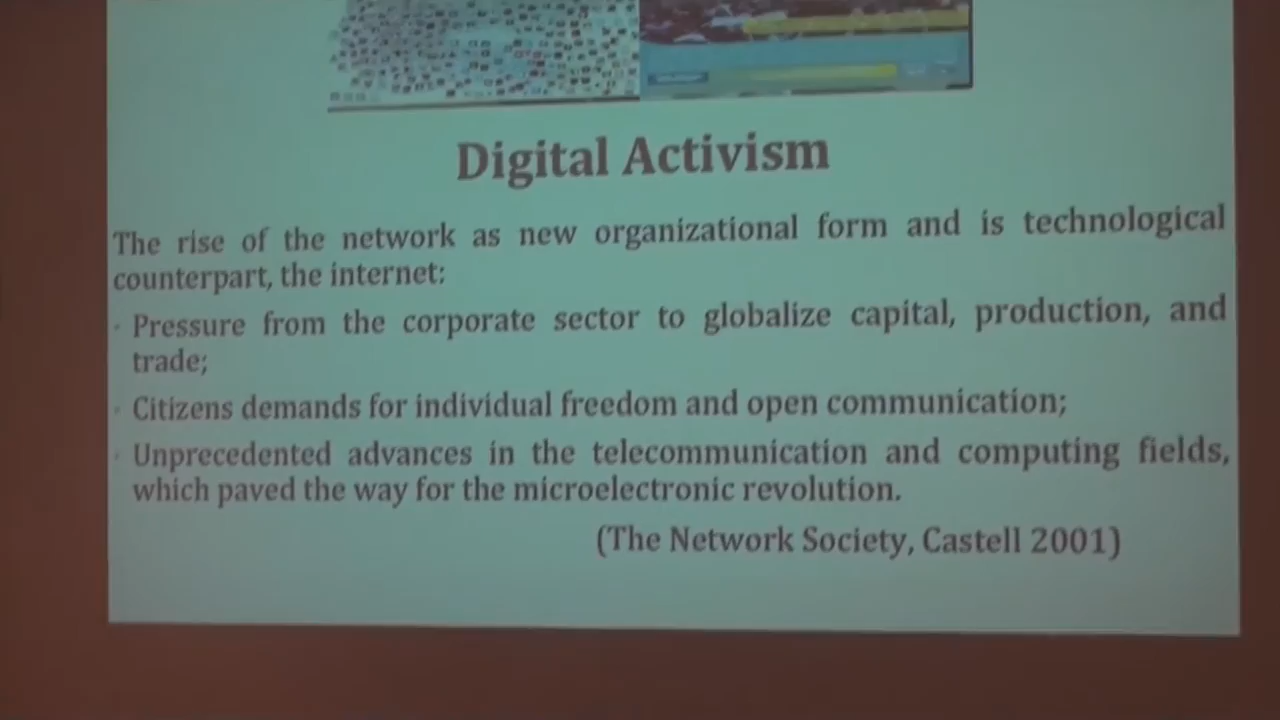 Digital Activism
The rise of the network as new organizational form and is technological
counterpart, the internet:
· Pressure from the corporate sector to globalize capital, production, and
trade;
· Citizens demands for individual freedom and open communication;
· Unprecedented advances in the telecommunication and computing fields,
which paved the way for the microelectronic revolution.
(The Network Society, Castell 2001)